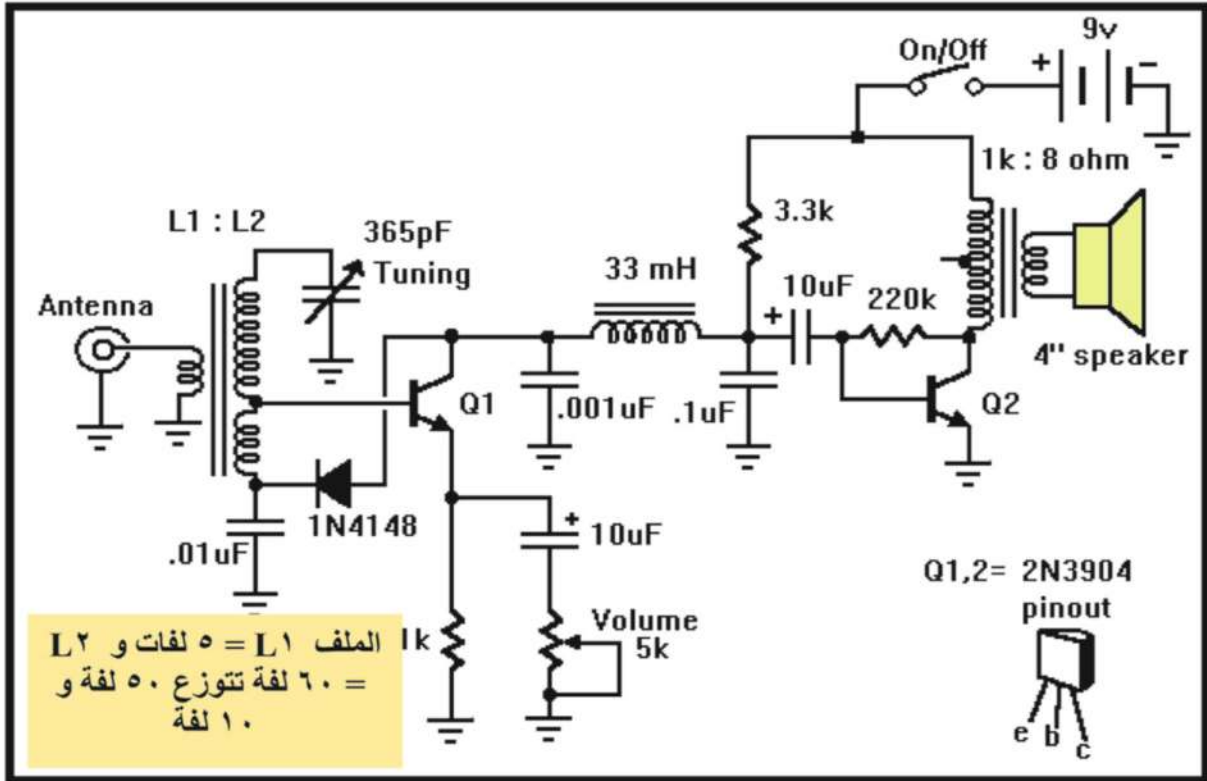 9v
On/Off
+
−
1k : 8 ohm
L1 : L2
365pF
Tuning
3.3k
33 mH
10uF
220k
+
Antenna
4" speaker
Q1
.001uF
.1uF
Q2
1N4148
+
10uF
.01uF
Q1,2= 2N3904
pinout
Volume
5k
1k
الملف L١ = ٥ لفات و L٢
= ٦٠ لفة تتوزع ٥٠ لفة و
١٠ لفة
e b c